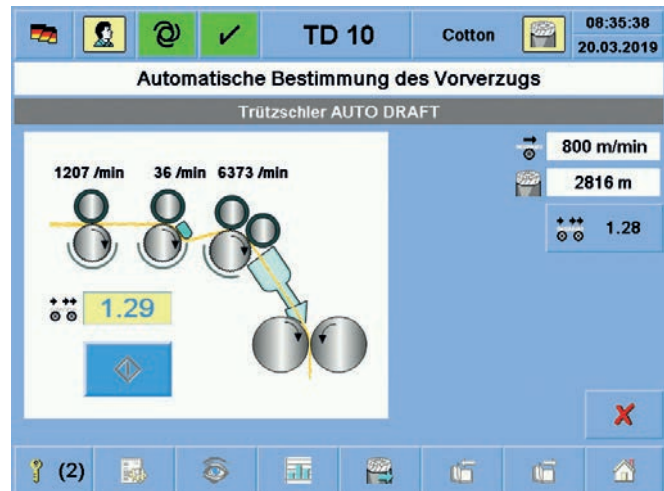 TD 10
Cotton
08:35:38
20.03.2019
Automatische Bestimmung des Vorverzugs
Trützschler AUTO DRAFT
1207 /min 36 /min 6373 /min
800 m/min
2816 m
1.28
1.29
(2)